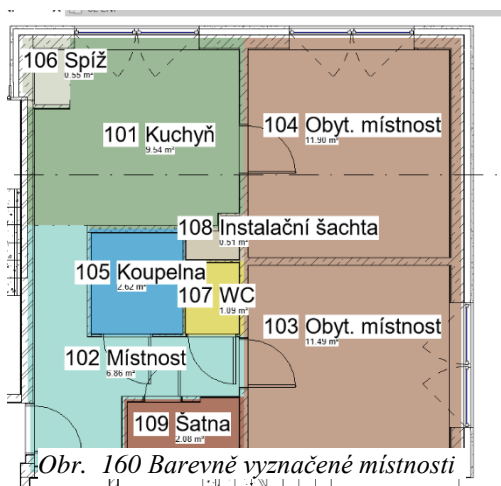 106 Spíž
0.55 m²
101 Kuchyň
9.54 m²
104 Obyt. místnost
11.90 m²
108 Instalační šachta
0.51 m²
105 Koupelna
2.62 m²
107 WC
1.09 m²
103 Obyt. místnost
11.49 m²
102 Místnost
6.86 m²
109 Šatna
2.08 m²
Obr. 160 Barevně vyznačené místnosti